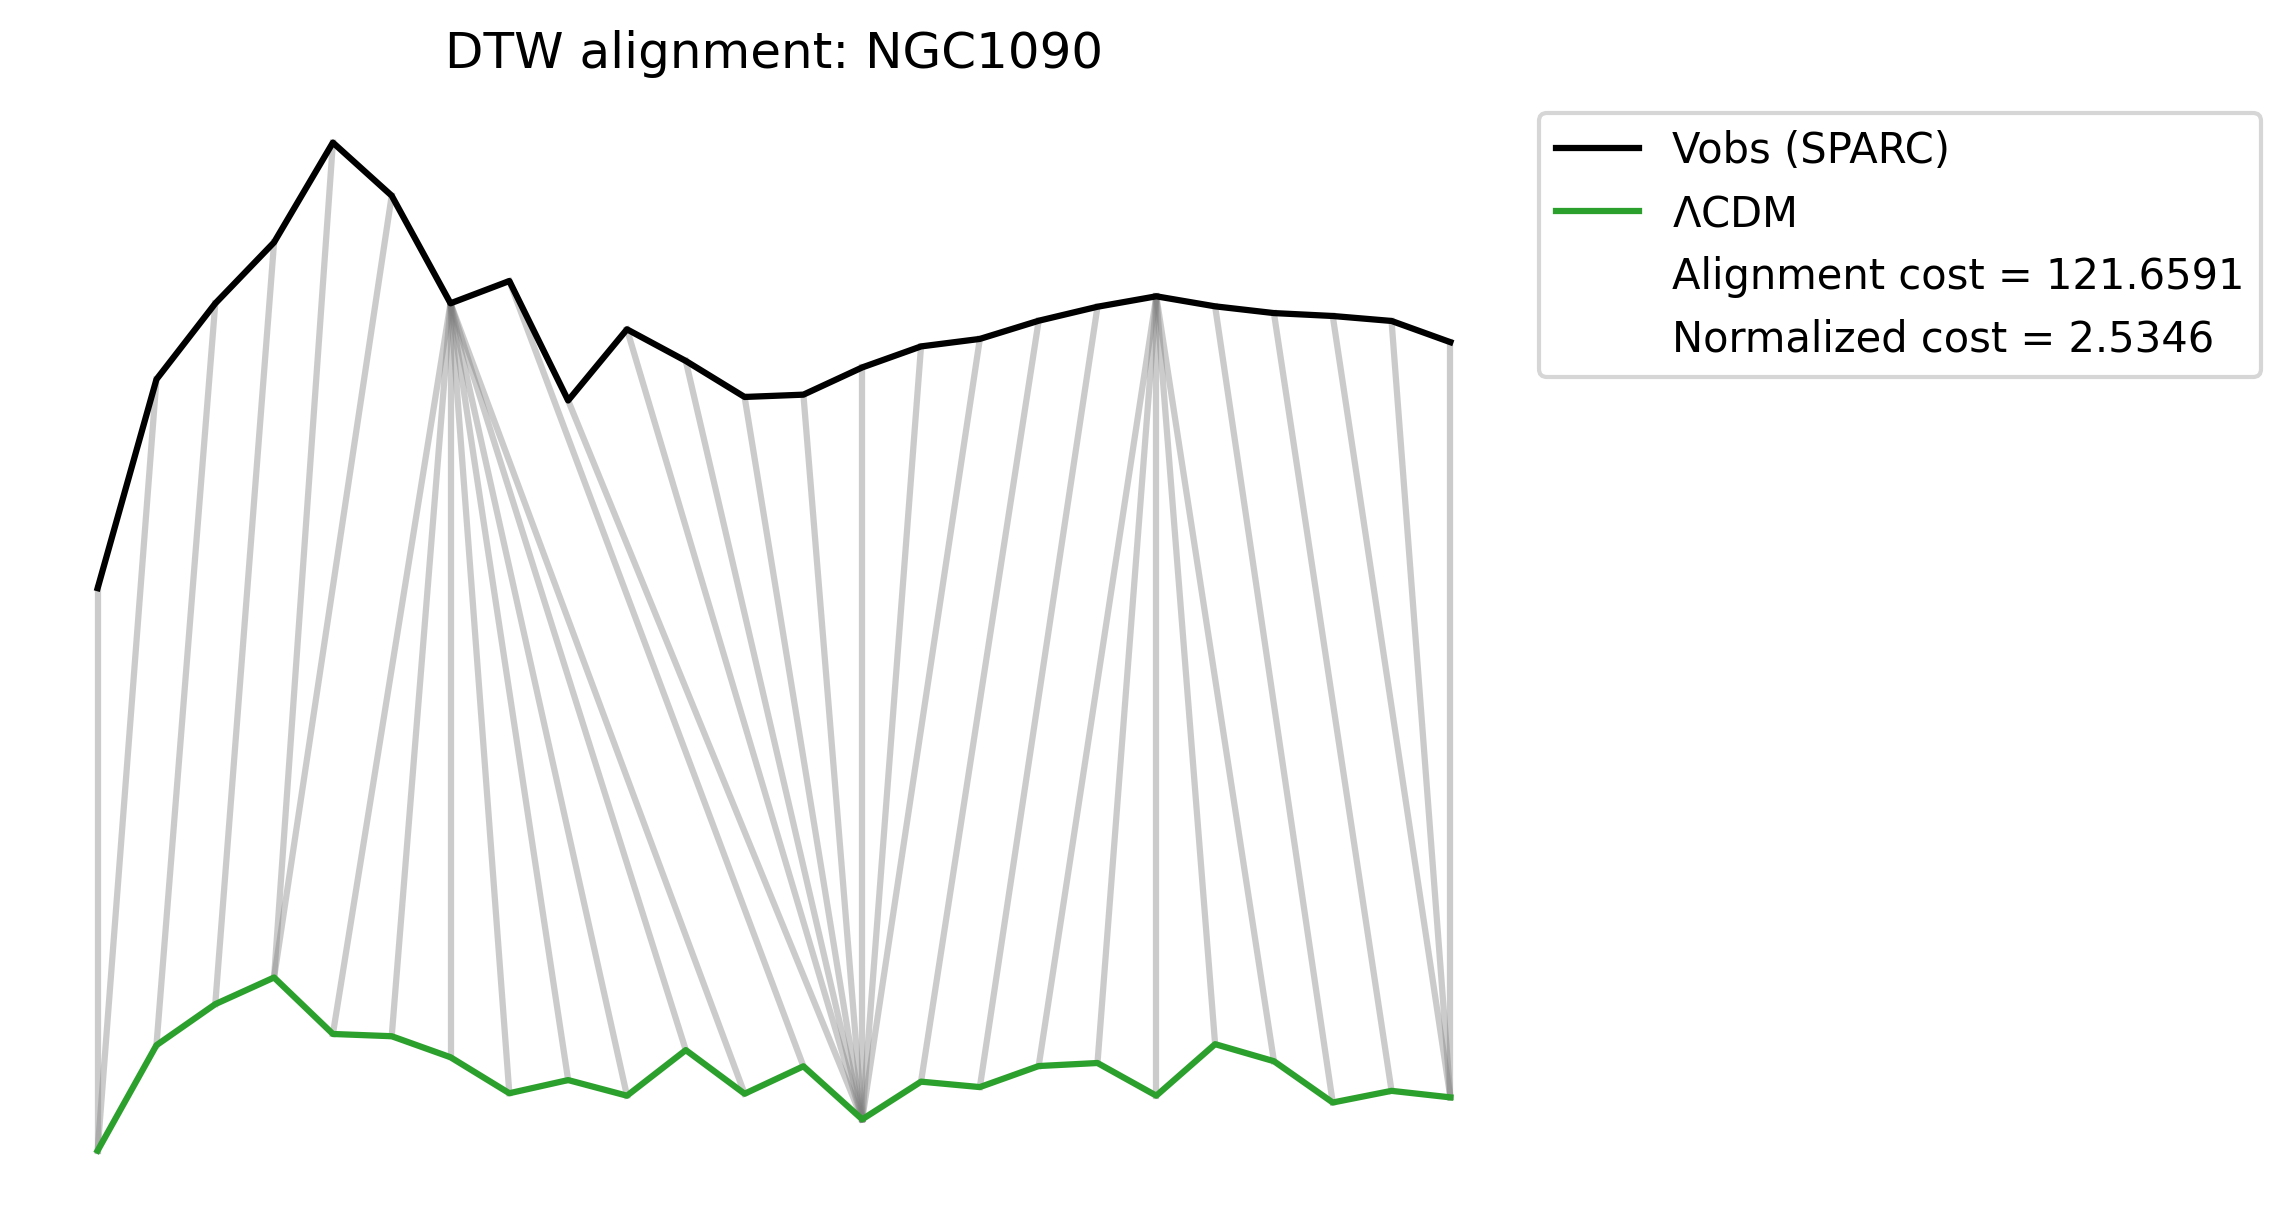 DTW alignment: NGC1090
Vobs (SPARC)
ΛCDM
Alignment cost = 121.6591
Normalized cost = 2.5346